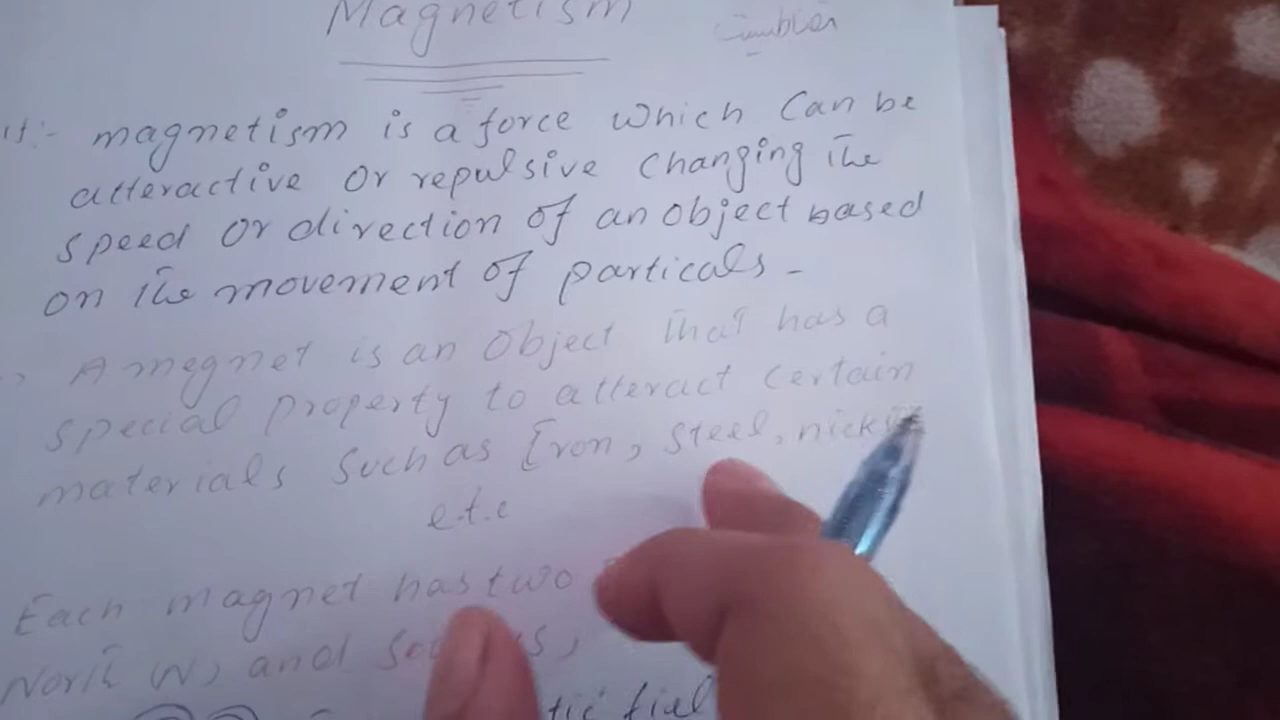 Magnetism
مقناطیسیت
magnetism is a force which can be
atteractive or repulsive changing the
speed or direction of an object based
on the movement of particals -
A megnet is an object that has a
special property to atteract certain
materials such as Iron, steel,
e.t.c
Each magnet has two
North N, and
tic fiel